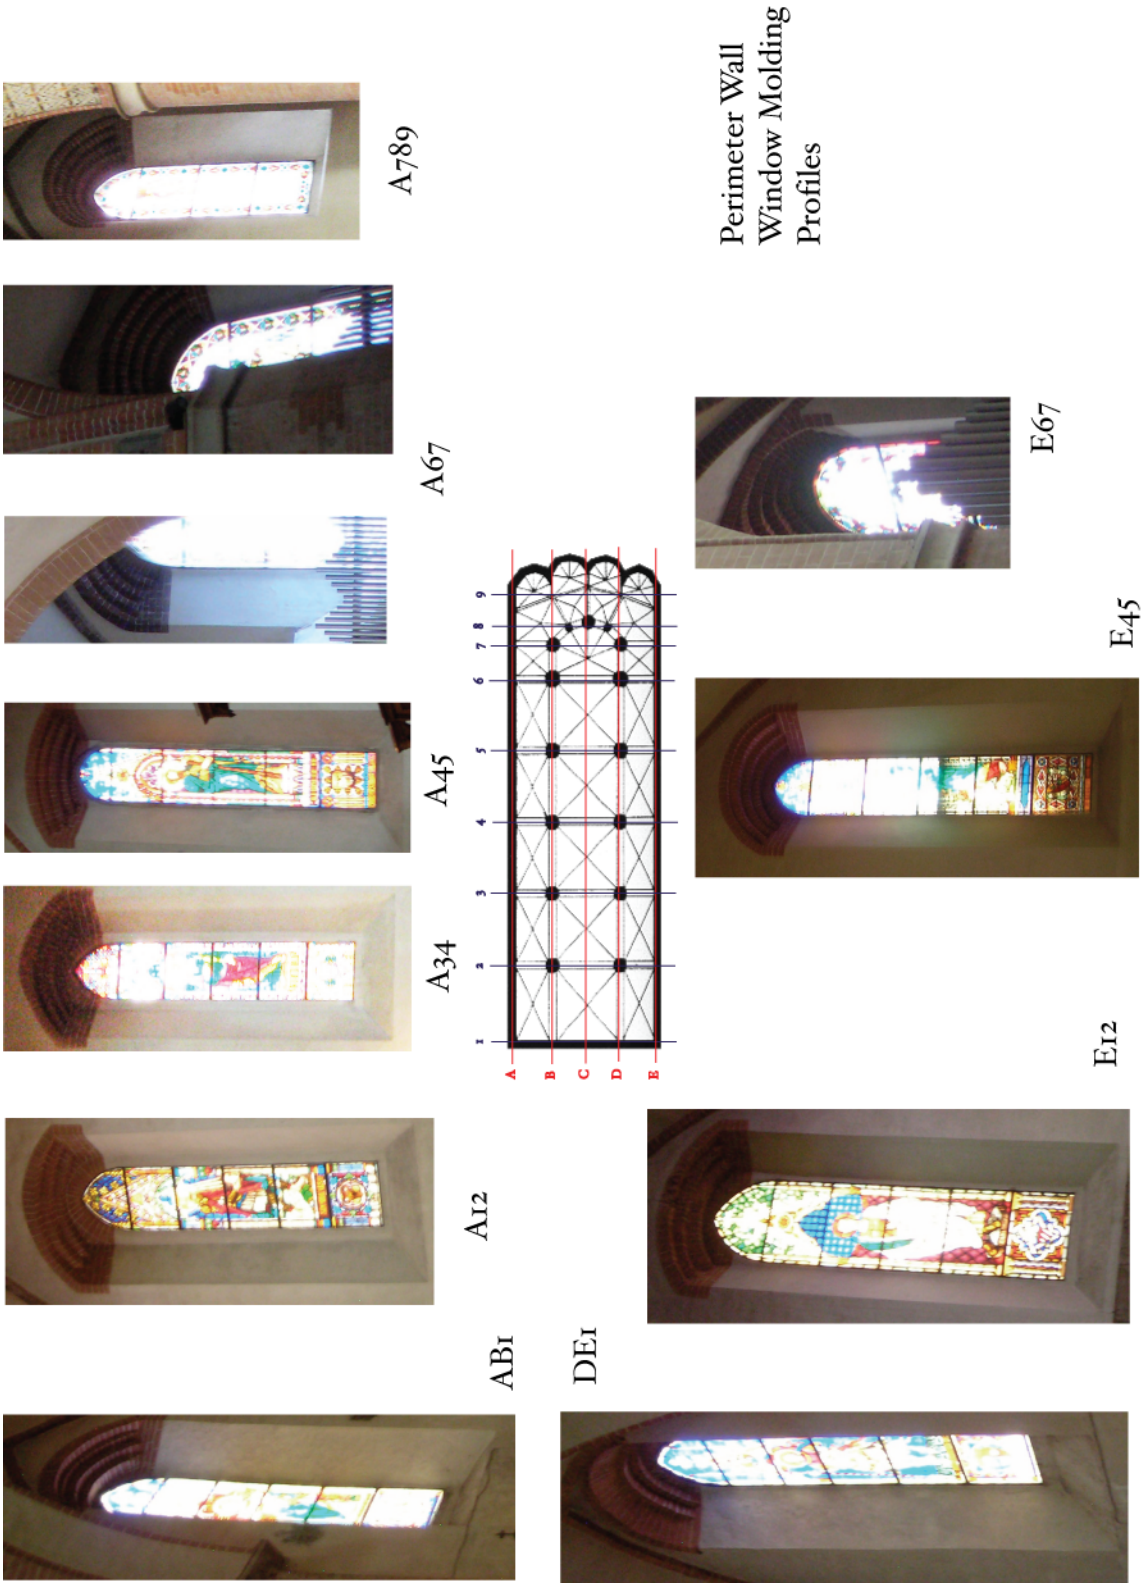 Perimeter Wall
Window Molding
Profiles
A789
A67
A45
A34
A12
AB1
DE1
E12
E45
E67
1
2
3
4
5
6
7
8
9
A
B
C
D
E